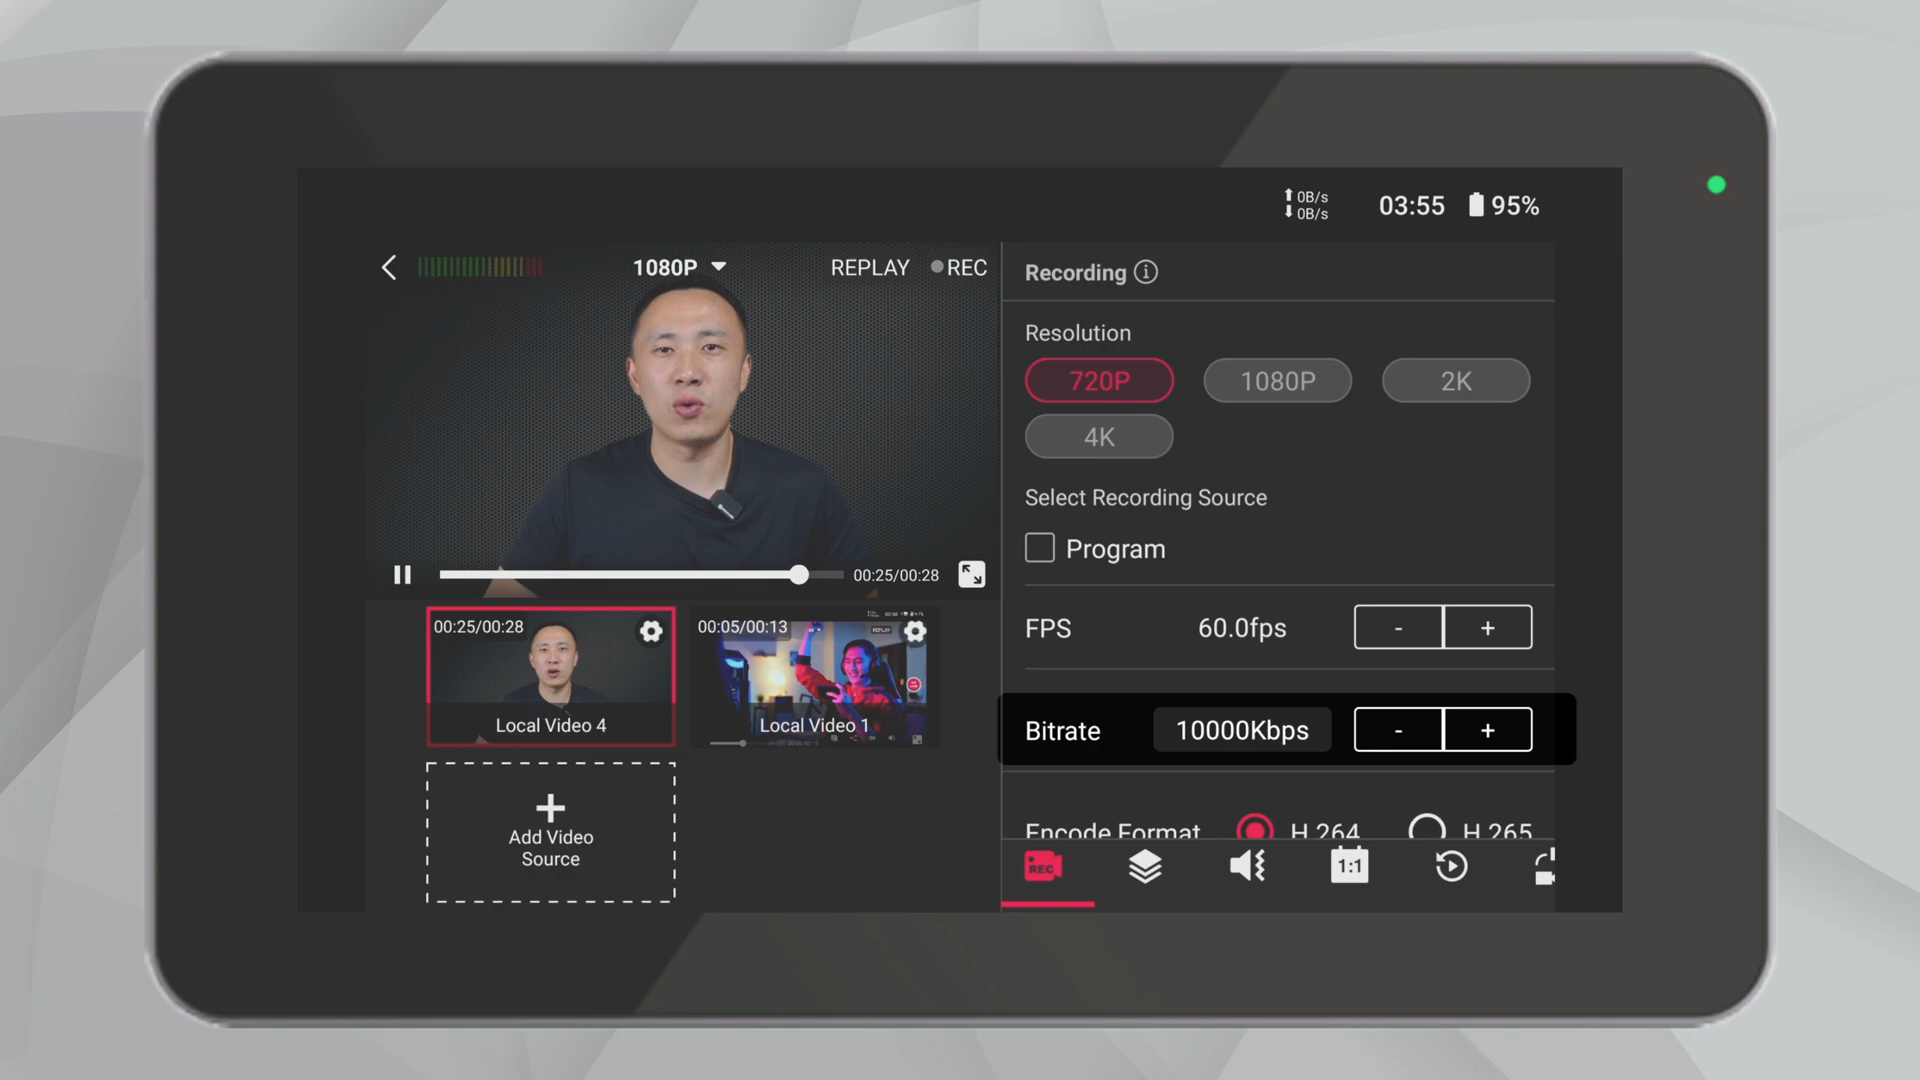 0B/s
0B/s
03:55
95%
1080P
REPLAY
REC
00:25/00:28
00:25/00:28
Local Video 4
00:05/00:13
REPLAY
Local Video 1
Add Video
Source
Recording
Resolution
720P
1080P
2K
4K
Select Recording Source
Program
FPS
60.0fps
-
+
Bitrate
10000Kbps
-
+
Encode Format
H.264
H.265
REC
1:1